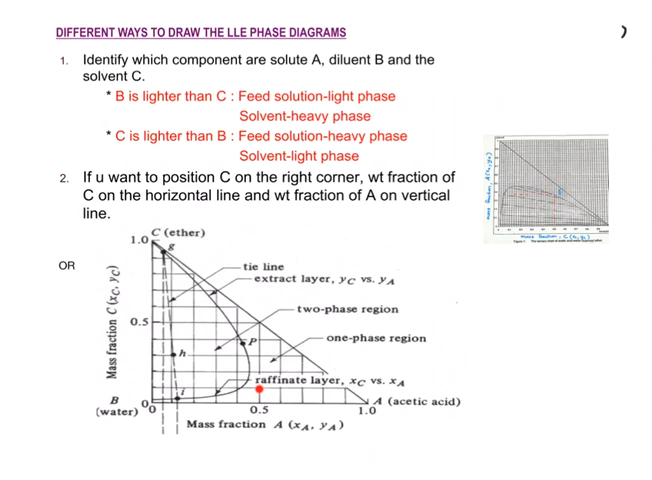 DIFFERENT WAYS TO DRAW THE LLE PHASE DIAGRAMS
1. Identify which component are solute A, diluent B and the
solvent C.
* B is lighter than C : Feed solution-light phase
Solvent-heavy phase
* C is lighter than B : Feed solution-heavy phase
Solvent-light phase
2. If u want to position C on the right corner, wt fraction of
C on the horizontal line and wt fraction of A on vertical
line.
OR
C (ether)
1.0
g
tie line
extract layer, yC vs. yA
two-phase region
0.5
one-phase region
P
h
raffinate layer, xC vs. xA
i
Mass fraction C (xC, yC)
B
(water)
0
0
0.5
1.0
A (acetic acid)
Mass fraction A (xA, yA)
mass fraction, A
mass fraction, C